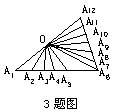 A₁₂
A₁₁
O
A₁₀
A₉
A₈
A₇
A₁ A₂ A₃ A₄ A₅ A₆
3题图